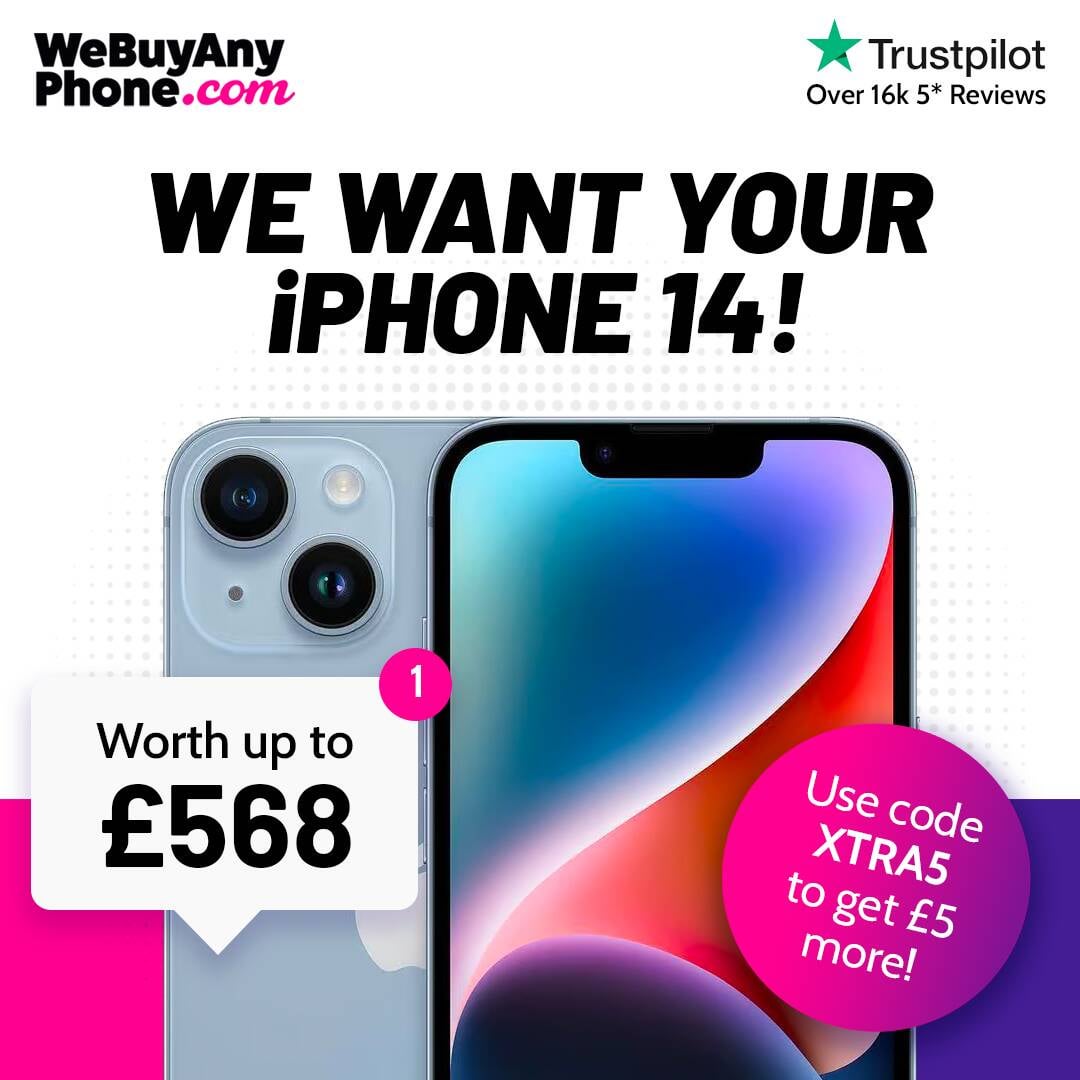 WeBuyAny
Phone.com
Trustpilot
Over 16k 5* Reviews
WE WANT YOUR
iPHONE 14!
1
Worth up to
£568
Use code
XTRA5
to get £5
more!